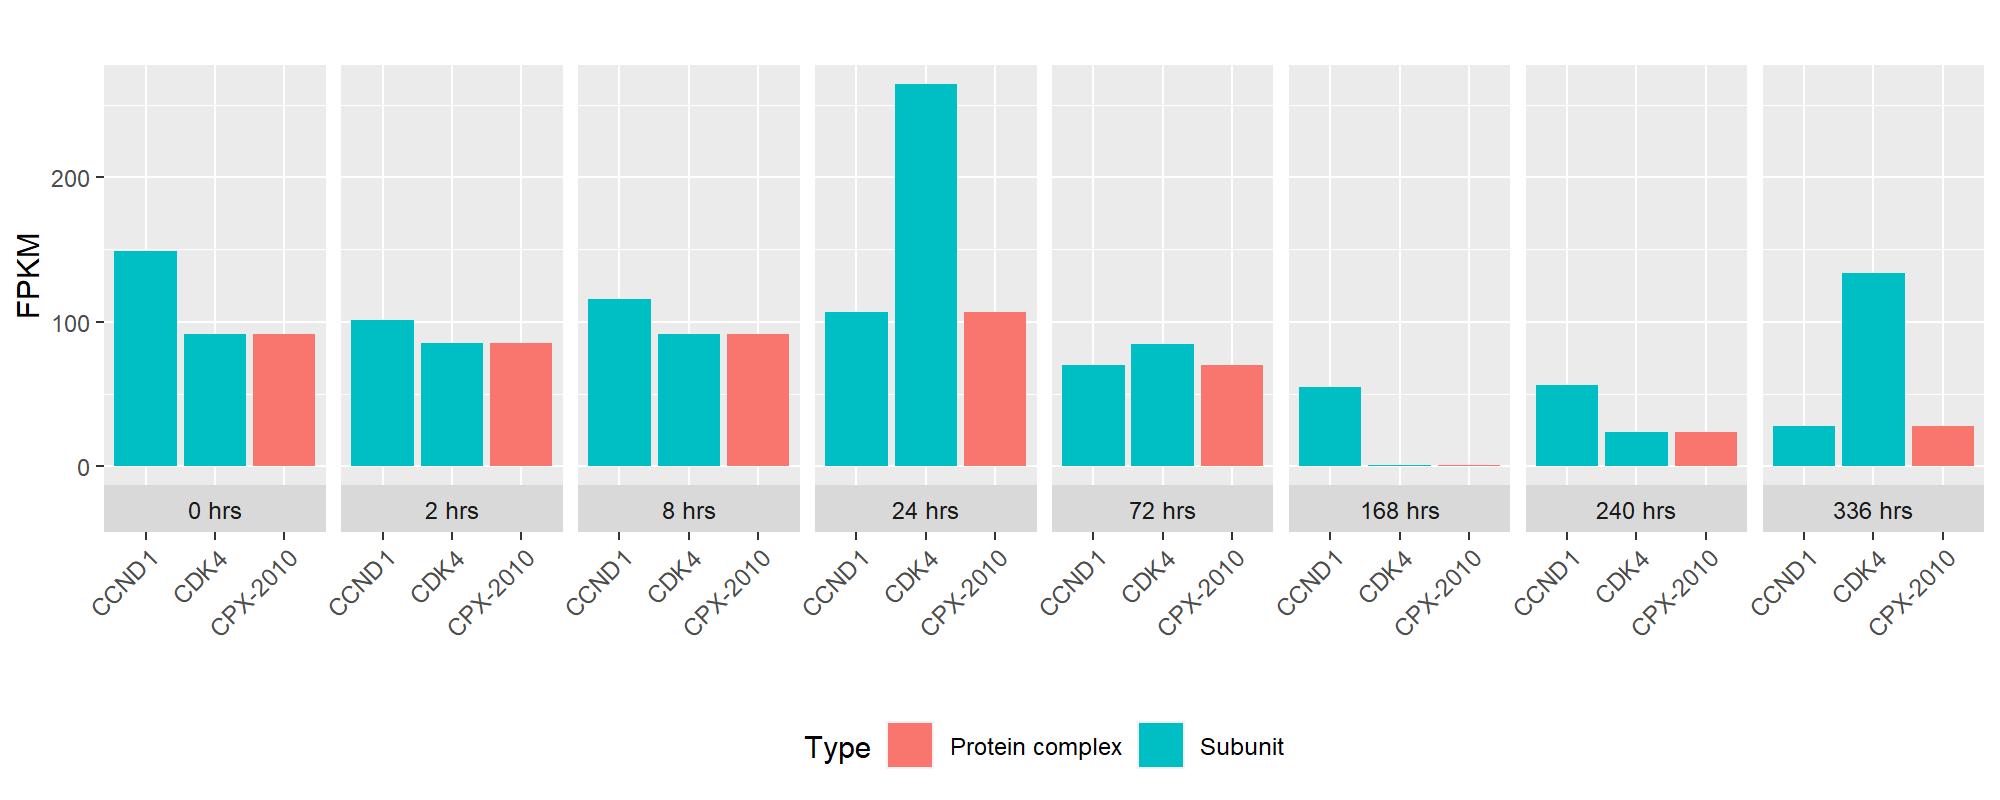 FPKM
200
100
0
0 hrs
2 hrs
8 hrs
24 hrs
72 hrs
168 hrs
240 hrs
336 hrs
CCND1
CDK4
CPX-2010
CCND1
CDK4
CPX-2010
CCND1
CDK4
CPX-2010
CCND1
CDK4
CPX-2010
CCND1
CDK4
CPX-2010
CCND1
CDK4
CPX-2010
CCND1
CDK4
CPX-2010
CCND1
CDK4
CPX-2010
Type Protein complex Subunit